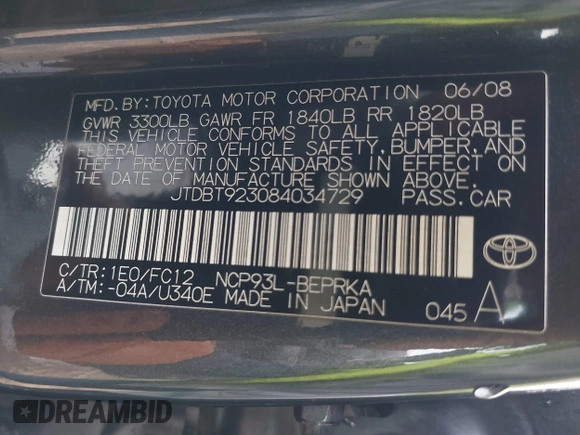 MFD. BY: TOYOTA MOTOR CORPORATION 06/08
GVWR 3300LB GAWR FR 1840LB RR 1820LB
THIS VEHICLE CONFORMS TO ALL APPLICABLE
FEDERAL MOTOR VEHICLE SAFETY, BUMPER, AND
THEFT PREVENTION STANDARDS IN EFFECT ON
THE DATE OF MANUFACTURE SHOWN ABOVE.
JTDBT923084034729 PASS. CAR
C/TR: 1E0/FC12 NCP93L-BEPRKA
A/TM: -04A/U340E MADE IN JAPAN 045 A
DREAMBID